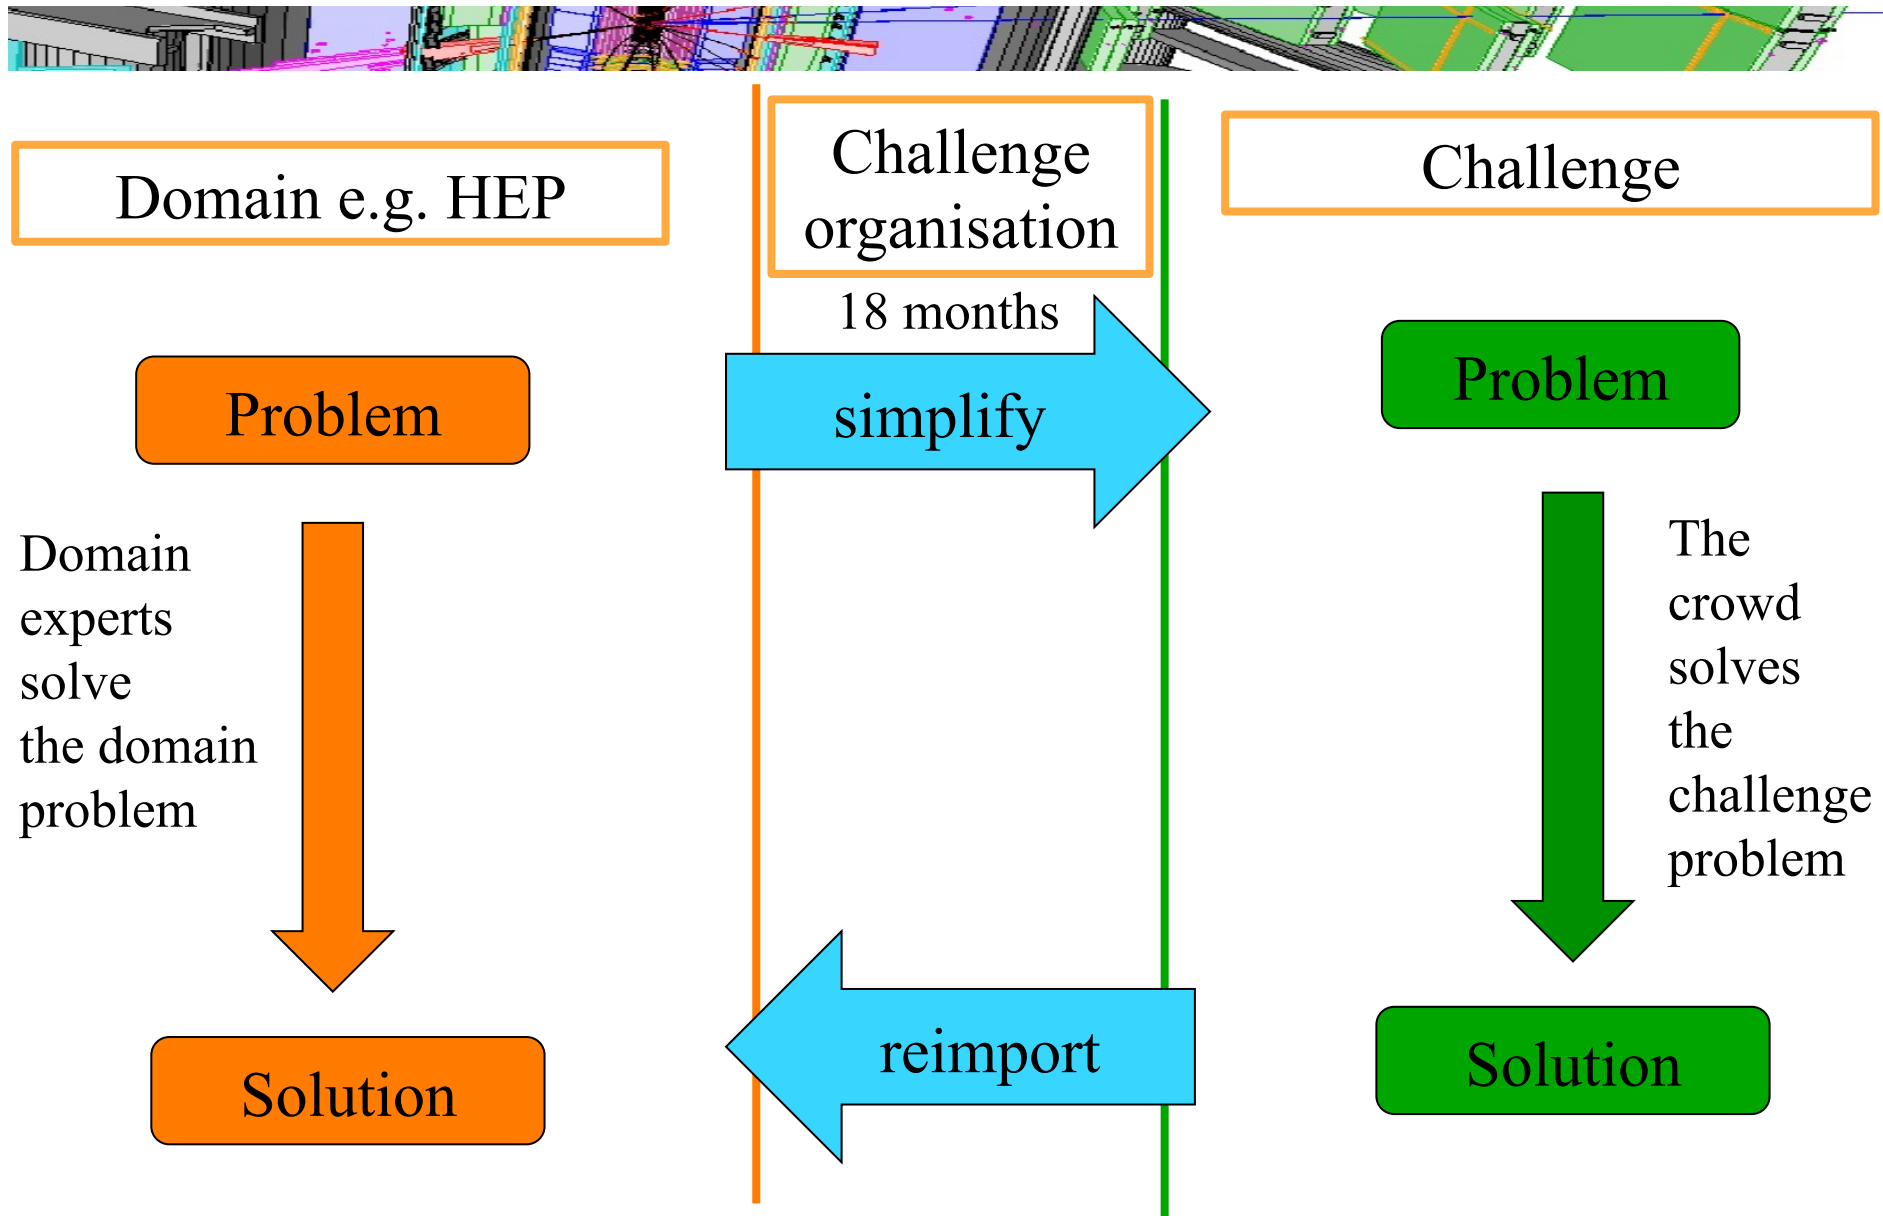 Domain e.g. HEP
Challenge
organisation
Challenge
18 months
Problem
simplify
Problem
Domain
experts
solve
the domain
problem
The
crowd
solves
the
challenge
problem
Solution
reimport
Solution